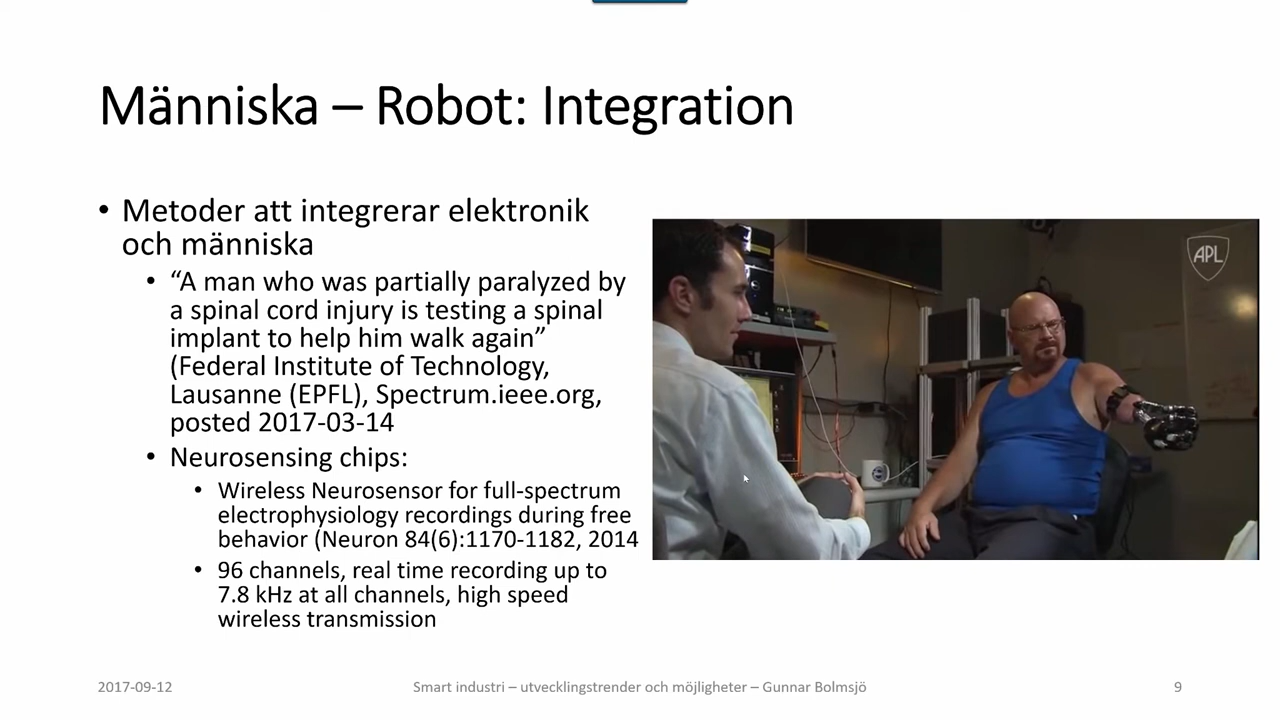 Människa – Robot: Integration
• Metoder att integrerar elektronik
och människa
• “A man who was partially paralyzed by
a spinal cord injury is testing a spinal
implant to help him walk again”
(Federal Institute of Technology,
Lausanne (EPFL), Spectrum.ieee.org,
posted 2017-03-14
• Neurosensing chips:
• Wireless Neurosensor for full-spectrum
electrophysiology recordings during free
behavior (Neuron 84(6):1170-1182, 2014
• 96 channels, real time recording up to
7.8 kHz at all channels, high speed
wireless transmission
APL
2017-09-12
Smart industri – utvecklingstrender och möjligheter – Gunnar Bolmsjö
9